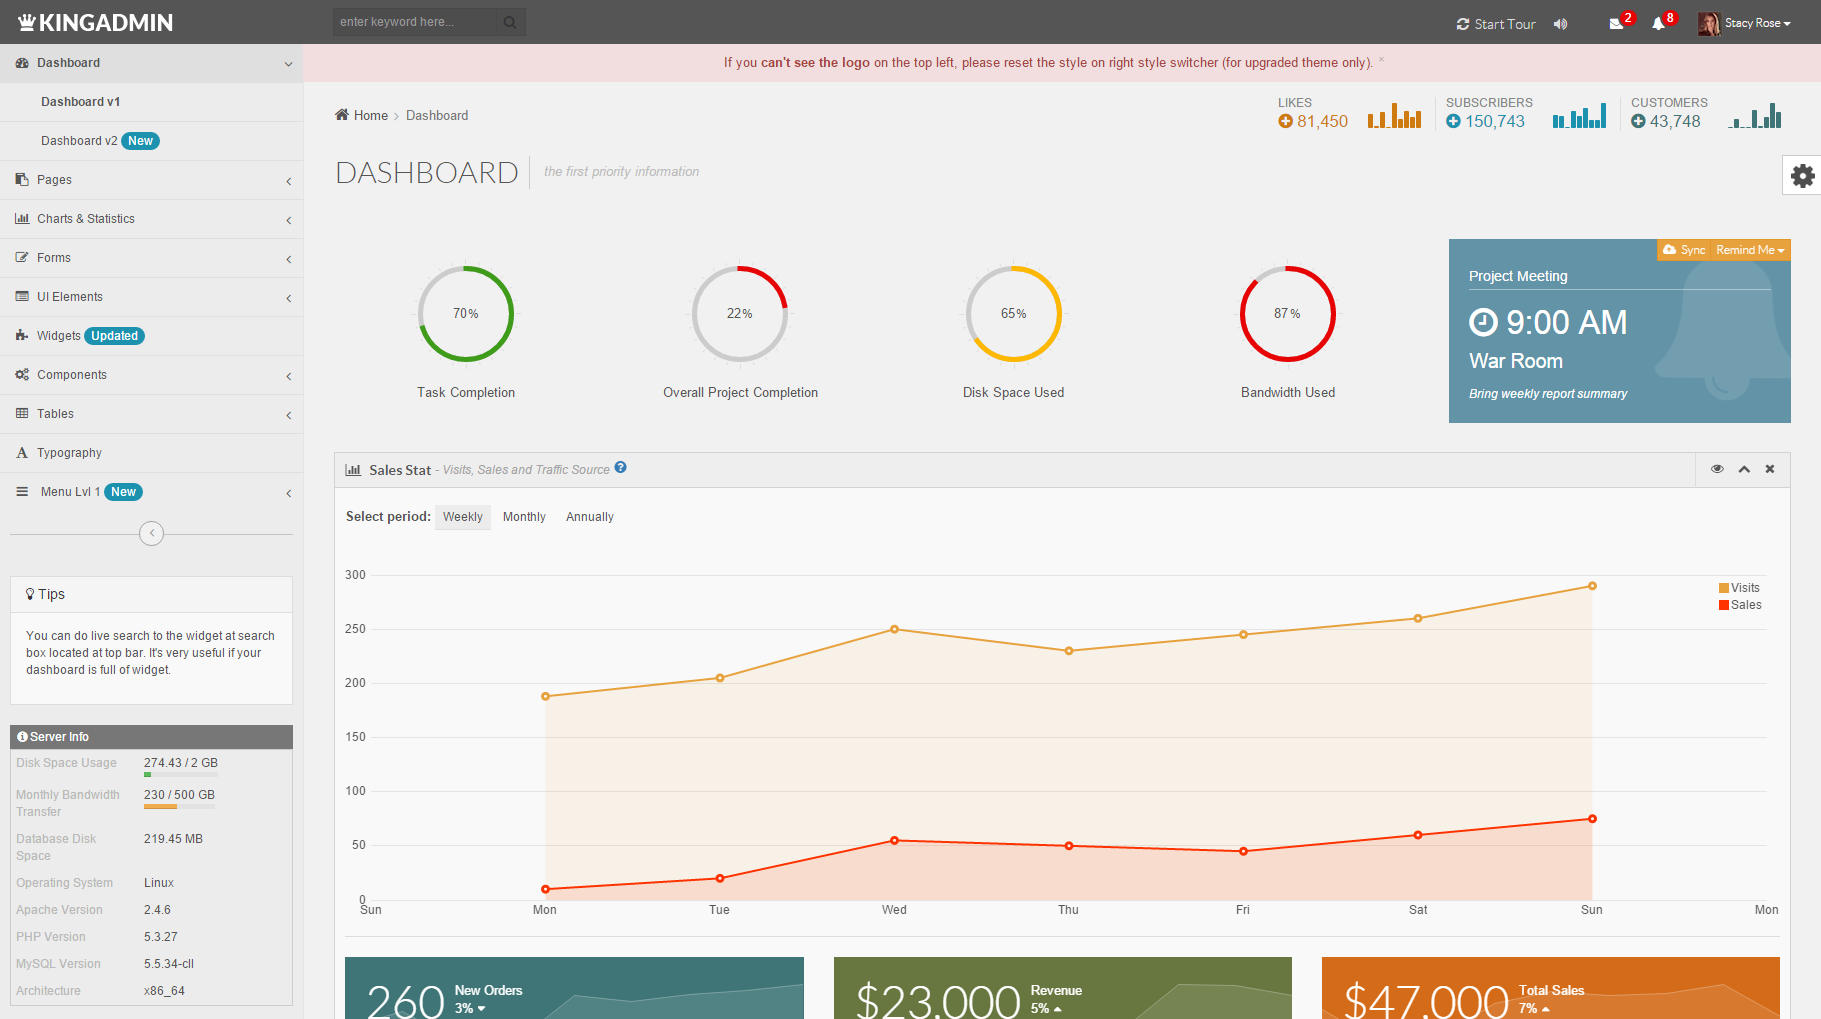 KINGADMIN
enter keyword here...
Start Tour
2
8
Stacy Rose
Dashboard
Dashboard v1
Dashboard v2 New
Pages
Charts & Statistics
Forms
UI Elements
Widgets Updated
Components
Tables
Typography
Menu Lvl 1 New
Tips
You can do live search to the widget at search
box located at top bar. It's very useful if your
dashboard is full of widget.
Server Info
Disk Space Usage 274.43 / 2 GB
Monthly Bandwidth Transfer 230 / 500 GB
Database Disk Space 219.45 MB
Operating System Linux
Apache Version 2.4.6
PHP Version 5.3.27
MySQL Version 5.5.34-cll
Architecture x86_64
If you can't see the logo on the top left, please reset the style on right style switcher (for upgraded theme only). ×
Home > Dashboard
LIKES
81,450
SUBSCRIBERS
150,743
CUSTOMERS
43,748
DASHBOARD
the first priority information
70%
Task Completion
22%
Overall Project Completion
65%
Disk Space Used
87%
Bandwidth Used
Sync
Remind Me
Project Meeting
9:00 AM
War Room
Bring weekly report summary
Sales Stat - Visits, Sales and Traffic Source
Select period: Weekly Monthly Annually
300
250
200
150
100
50
0
Visits
Sales
Sun Mon Tue Wed Thu Fri Sat Sun Mon
260 New Orders
3%
$23,000 Revenue
5%
$47,000 Total Sales
7%